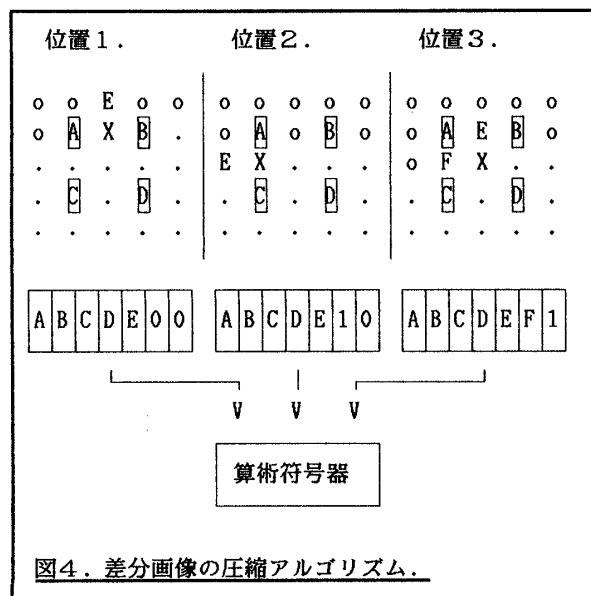 位置1. 位置2. 位置3.
o o E o o o o o o o o o o o o
o A X B . o A o B o o A E B o
. . . . . E X . . . o F X . .
. C . D . . C . D . . C . D .
. . . . . . . . . . . . . . .
A B C D E 0 0 A B C D E 1 0 A B C D E F 1
V V V
算術符号器
図4. 差分画像の圧縮アルゴリズム.